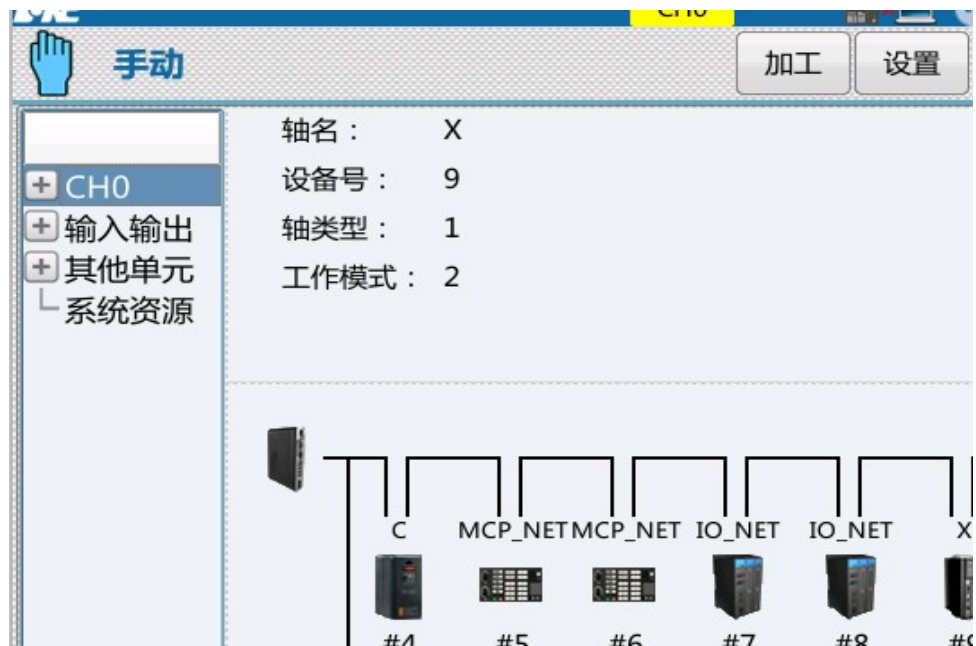 CH0
手动
加工 设置
轴名： X
设备号： 9
轴类型： 1
工作模式： 2
CH0
输入输出
其他单元
系统资源
C MCP_NET MCP_NET IO_NET IO_NET X
#4 #5 #6 #7 #8 #9